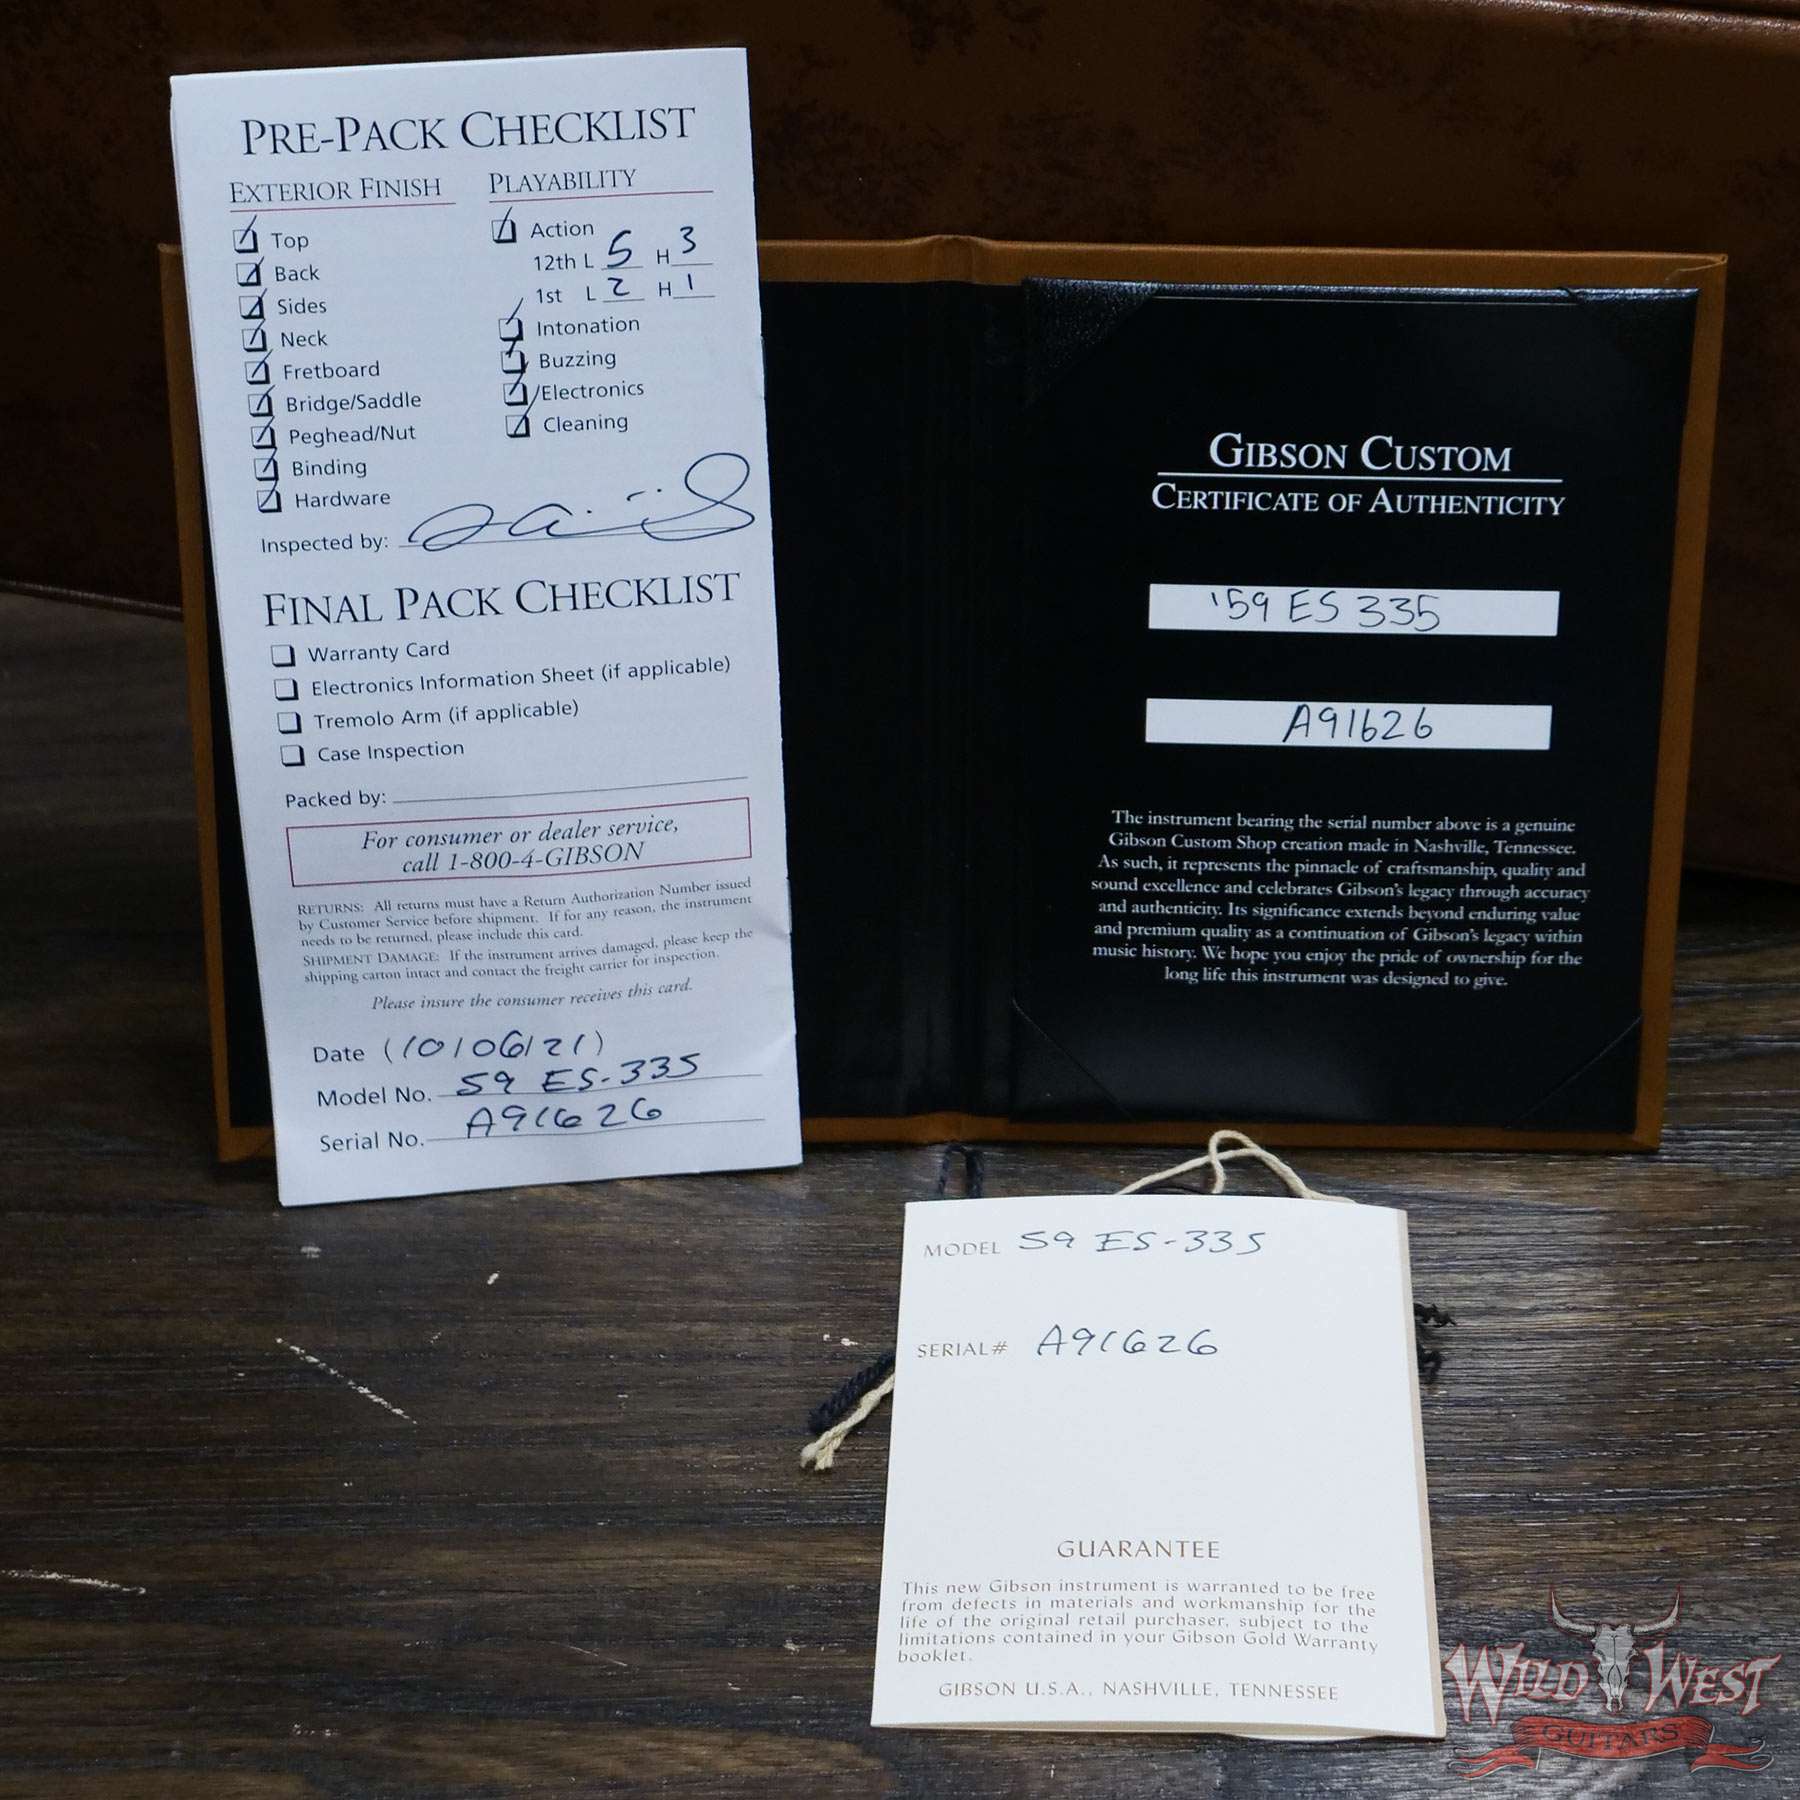 PRE-PACK CHECKLIST
EXTERIOR FINISH
Top
Back
Sides
Neck
Fretboard
Bridge/Saddle
Peghead/Nut
Binding
Hardware
PLAYABILITY
Action
12th L 5 H 3
1st L 2 H 1
Intonation
Buzzing
Electronics
Cleaning
Inspected by:
FINAL PACK CHECKLIST
Warranty Card
Electronics Information Sheet (if applicable)
Tremolo Arm (if applicable)
Case Inspection
Packed by:
For consumer or dealer service,
call 1-800-4-GIBSON
RETURNS: All returns must have a Return Authorization Number issued
by Customer Service before shipment. If for any reason, the instrument
needs to be returned, please include this card.
SHIPMENT DAMAGE: If the instrument arrives damaged, please keep the
shipping carton intact and contact the freight carrier for inspection.
Please insure the consumer receives this card.
Date (10/06/21)
Model No. 59 ES-335
Serial No. A91626
GIBSON CUSTOM
CERTIFICATE OF AUTHENTICITY
'59 ES 335
A91626
The instrument bearing the serial number above is a genuine
Gibson Custom Shop creation made in Nashville, Tennessee.
As such, it represents the pinnacle of craftsmanship, quality and
sound excellence and celebrates Gibson's legacy through accuracy
and authenticity. Its significance extends beyond enduring value
and premium quality as a continuation of Gibson's legacy within
music history. We hope you enjoy the pride of ownership for the
long life this instrument was designed to give.
MODEL 59 ES-335
SERIAL# A91626
GUARANTEE
This new Gibson instrument is warranted to be free
from defects in materials and workmanship for the
life of the original retail purchaser, subject to the
limitations contained in your Gibson Gold Warranty
booklet.
GIBSON U.S.A., NASHVILLE, TENNESSEE
WILD WEST
GUITARS